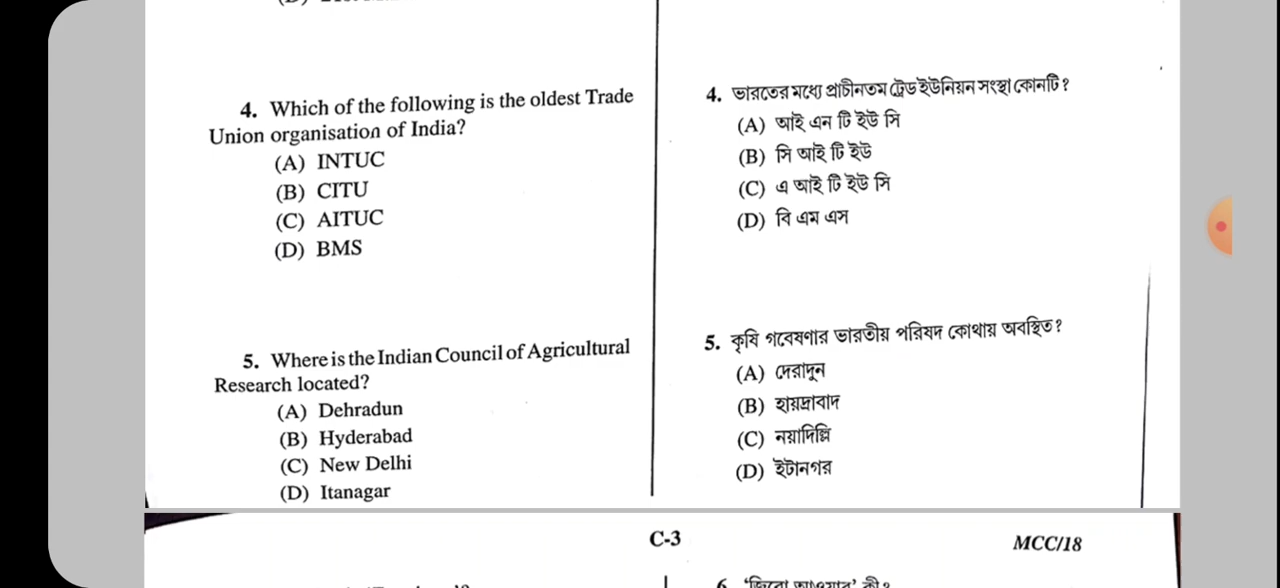 4. Which of the following is the oldest Trade
Union organisation of India?
(A) INTUC
(B) CITU
(C) AITUC
(D) BMS
5. Where is the Indian Council of Agricultural
Research located?
(A) Dehradun
(B) Hyderabad
(C) New Delhi
(D) Itanagar
4. ভারতের মধ্যে প্রাচীনতম ট্রেড ইউনিয়ন সংস্থা কোনটি?
(A) আই এন টি ইউ সি
(B) সি আই টি ইউ
(C) এ আই টি ইউ সি
(D) বি এম এস
5. কৃষি গবেষণার ভারতীয় পরিষদ কোথায় অবস্থিত?
(A) দেরাদুন
(B) হায়দ্রাবাদ
(C) নয়াদিল্লি
(D) ইটানগর
C-3
MCC/18